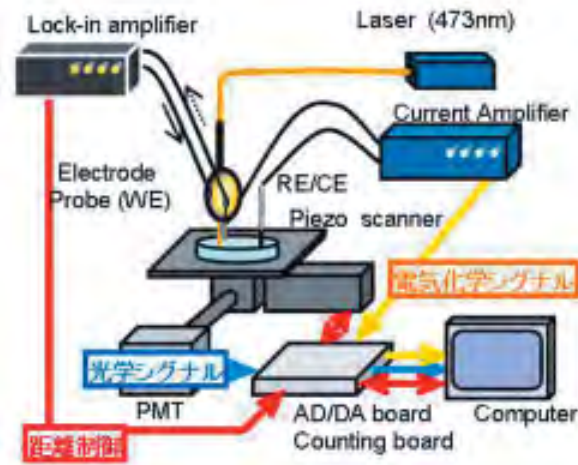 Lock-in amplifier
Laser (473nm)
Current Amplifier
Electrode
Probe (WE)
RE/CE
Piezo scanner
電気化学シグナル
光学シグナル
PMT
AD/DA board
Counting board
Computer
距離制御